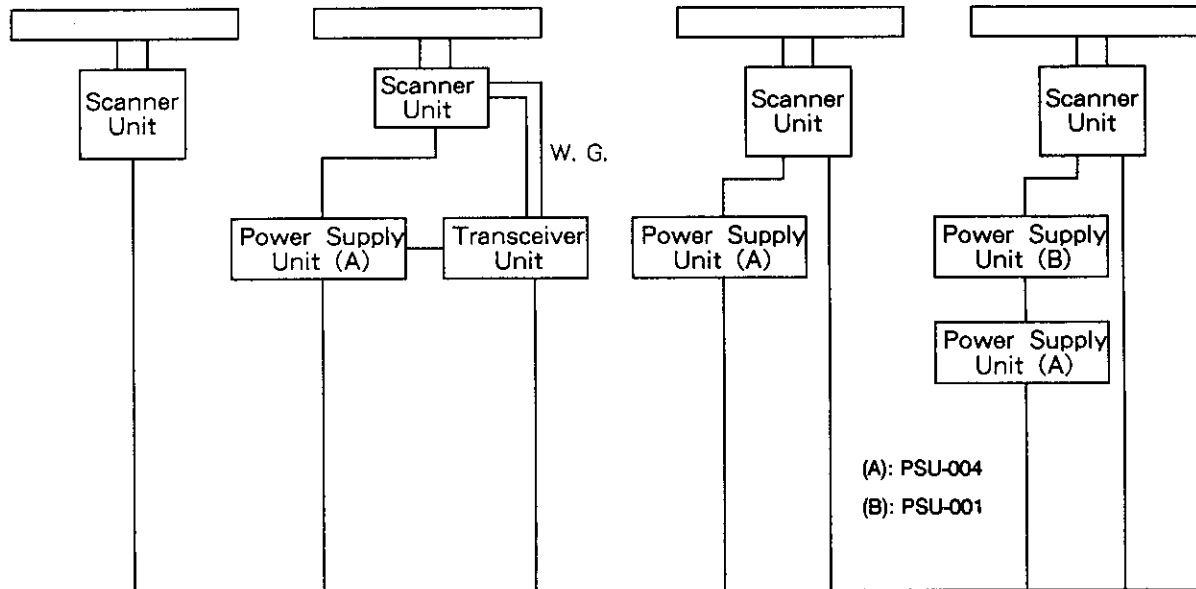 Scanner
Unit
Scanner
Unit
W. G.
Power Supply
Unit (A)
Transceiver
Unit
Scanner
Unit
Power Supply
Unit (A)
Scanner
Unit
Power Supply
Unit (B)
Power Supply
Unit (A)
(A): PSU-004
(B): PSU-001